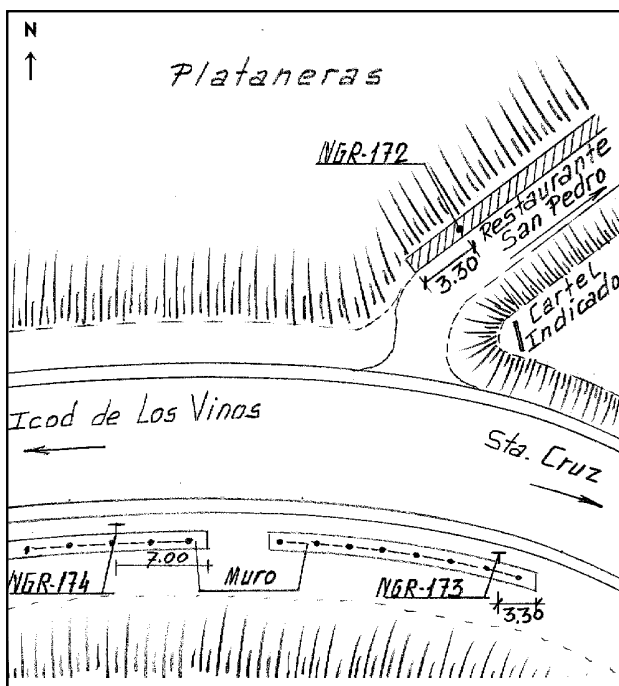 N
Plataneras
NGR-172
Restaurante
San Pedro
3.30
Cartel
Indicado
Icod de Los Vinos
Sta. Cruz
7.00
NGR-174
Muro
NGR-173
3.30